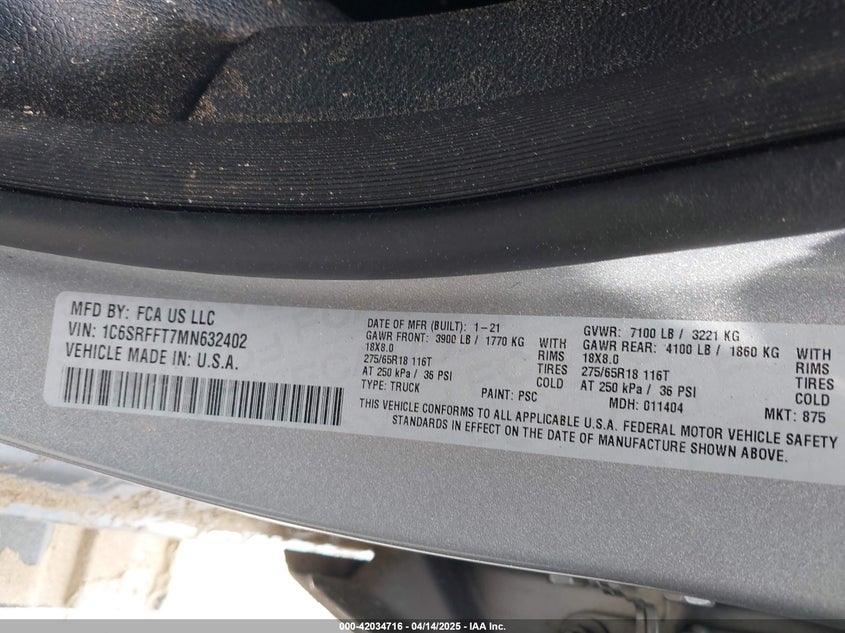 MFD BY: FCA US LLC
VIN: 1C6SRFFT7MN632402
VEHICLE MADE IN: U.S.A.
DATE OF MFR (BUILT): 1-21
GAWR FRONT: 3900 LB / 1770 KG WITH
18X8.0 RIMS
275/65R18 116T TIRES
AT 250 kPa / 36 PSI COLD
TYPE: TRUCK PAINT: PSC
GVWR: 7100 LB / 3221 KG
GAWR REAR: 4100 LB / 1860 KG WITH
18X8.0 RIMS
275/65R18 116T TIRES
AT 250 kPa / 36 PSI COLD
MDH: 011404 MKT: 875
THIS VEHICLE CONFORMS TO ALL APPLICABLE U.S.A. FEDERAL MOTOR VEHICLE SAFETY
STANDARDS IN EFFECT ON THE DATE OF MANUFACTURE SHOWN ABOVE.
000-42034716 - 04/14/2025 - IAA Inc.